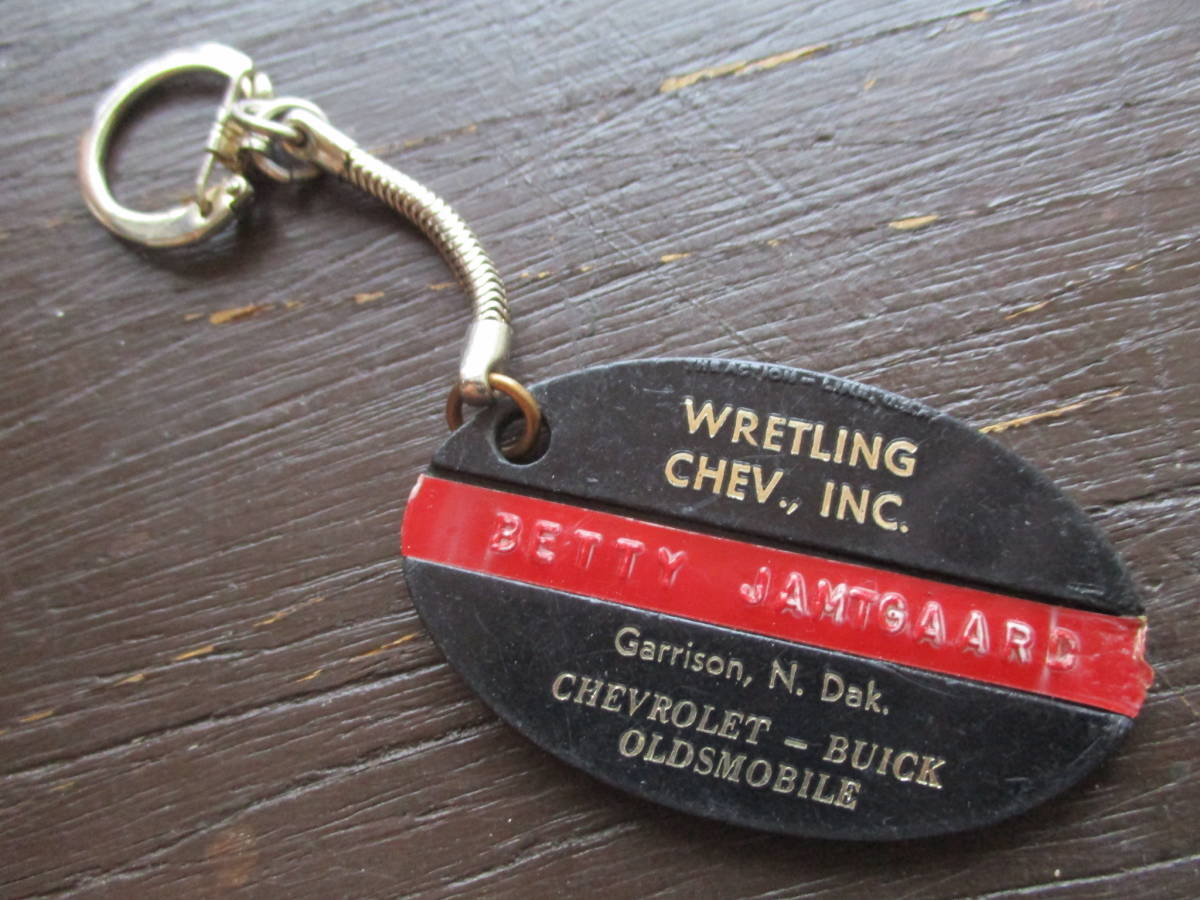 WRETLING
CHEV., INC.
BETTY JAMTGAARD
Garrison, N. Dak.
CHEVROLET - BUICK
OLDSMOBILE